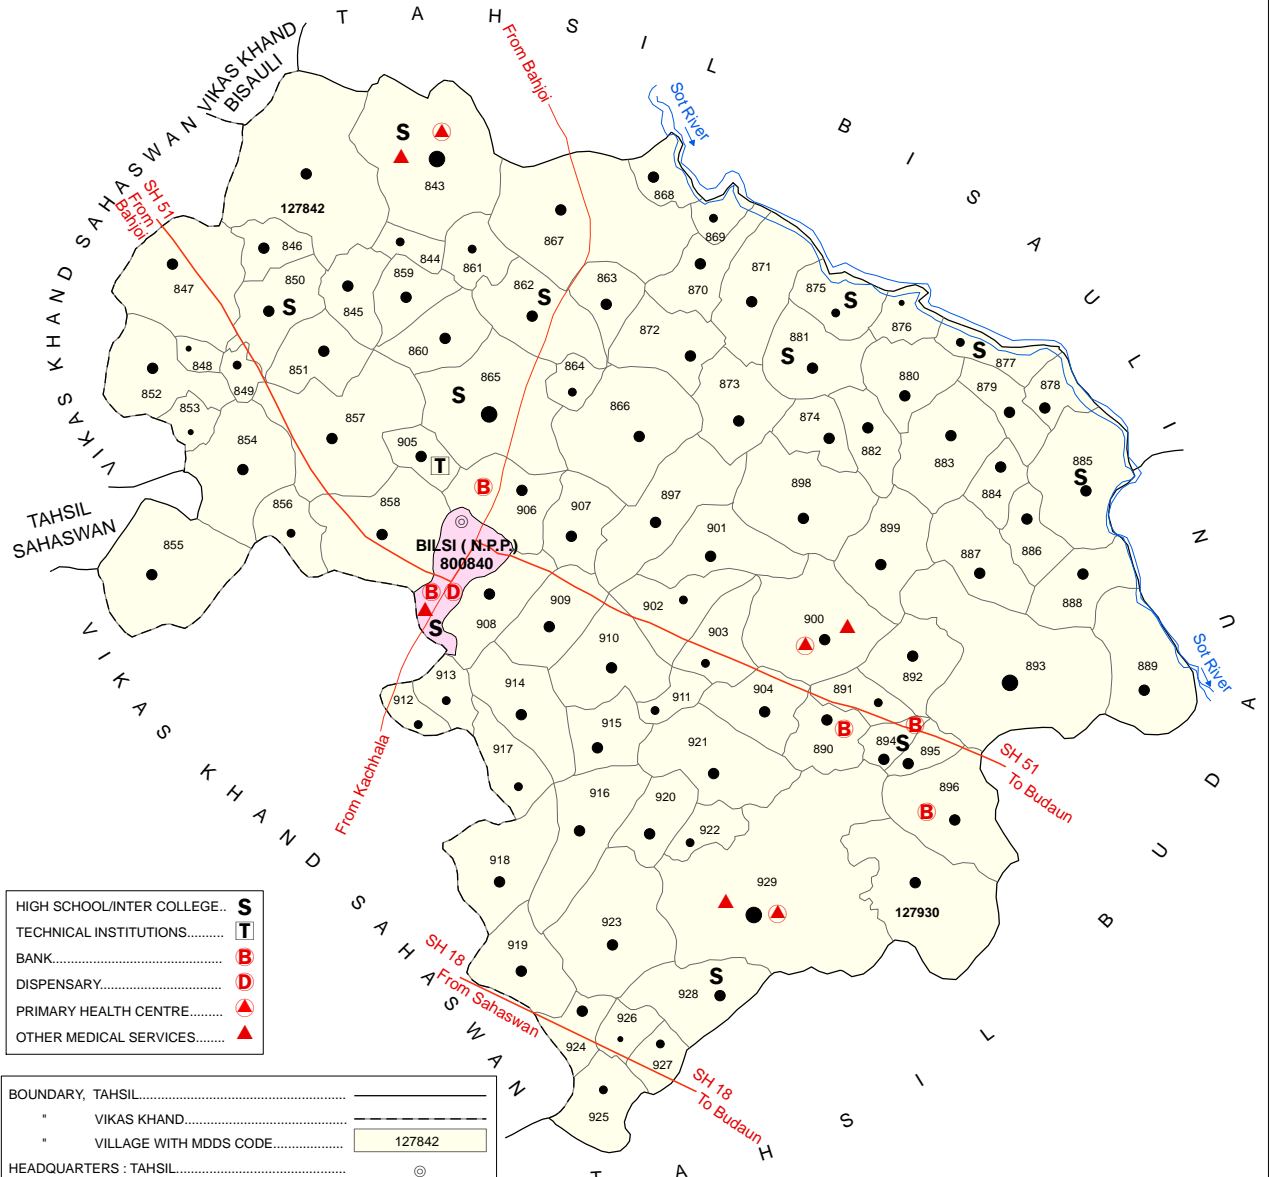 TAHSIL BISAULI
VIKAS KHAND
BISAULI
VIKAS KHAND SAHASWAN
SH 51
From
Bahjoi
From Bahjoi
Sot River
843
127842
868
869
867
846
844
861
847
850
859
862
863
870
871
875
845
876
872
881
860
877
848
851
864
865
873
880
879
878
852
849
853
857
866
874
854
905
882
883
885
T
898
884
856
858
B
906
907
897
901
899
887
886
TAHSIL
SAHASWAN
855
BILSI ( N.P.P.)
800840
B D
S
908
909
902
903
900
888
910
892
893
889
Sot River
913
914
912
911
904
891
915
921
890
894
895
917
916
920
896
SH 51
To Budaun
From Kachhala
922
918
929
127930
923
919
SH 18
From Sahaswan
928
926
924
927
925
SH 18
To Budaun
VIKAS KHAND SAHASWAN
TAHSIL BUDAUN
HIGH SCHOOL/INTER COLLEGE.. S
TECHNICAL INSTITUTIONS.......... T
BANK.......................................... B
DISPENSARY.............................. D
PRIMARY HEALTH CENTRE.........
OTHER MEDICAL SERVICES.......
BOUNDARY, TAHSIL..................................................
" VIKAS KHAND.......................................
" VILLAGE WITH MDDS CODE................. 127842
HEADQUARTERS : TAHSIL.........................................